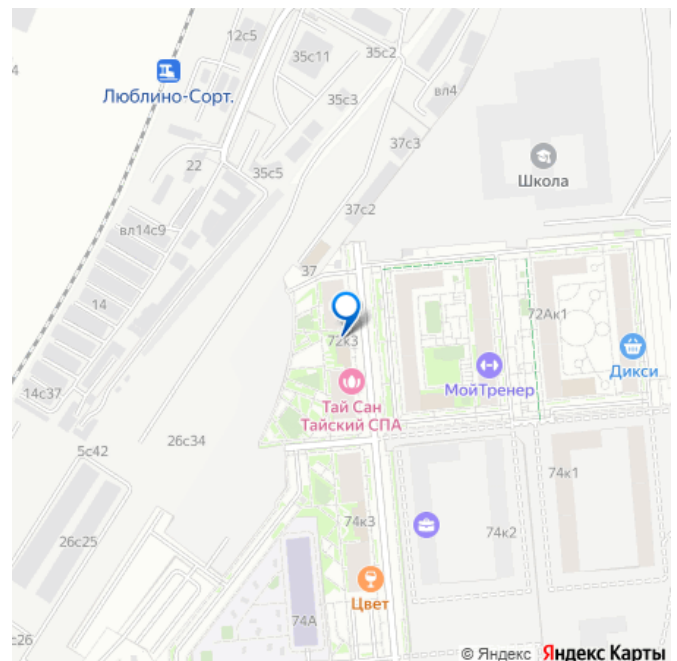 12с5
35с2
35с11
4
Люблино-Сорт.
35с3
вл4
37с3
22
35с5
Школа
37с2
вл14с9
37
14
72к3
72Ак1
МойТренер
Дикси
14с37
Тай Сан
Тайский СПА
26с34
5с42
74к1
74к3
74к2
26с25
Цвет
74А
с26
© Яндекс Яндекс Карты